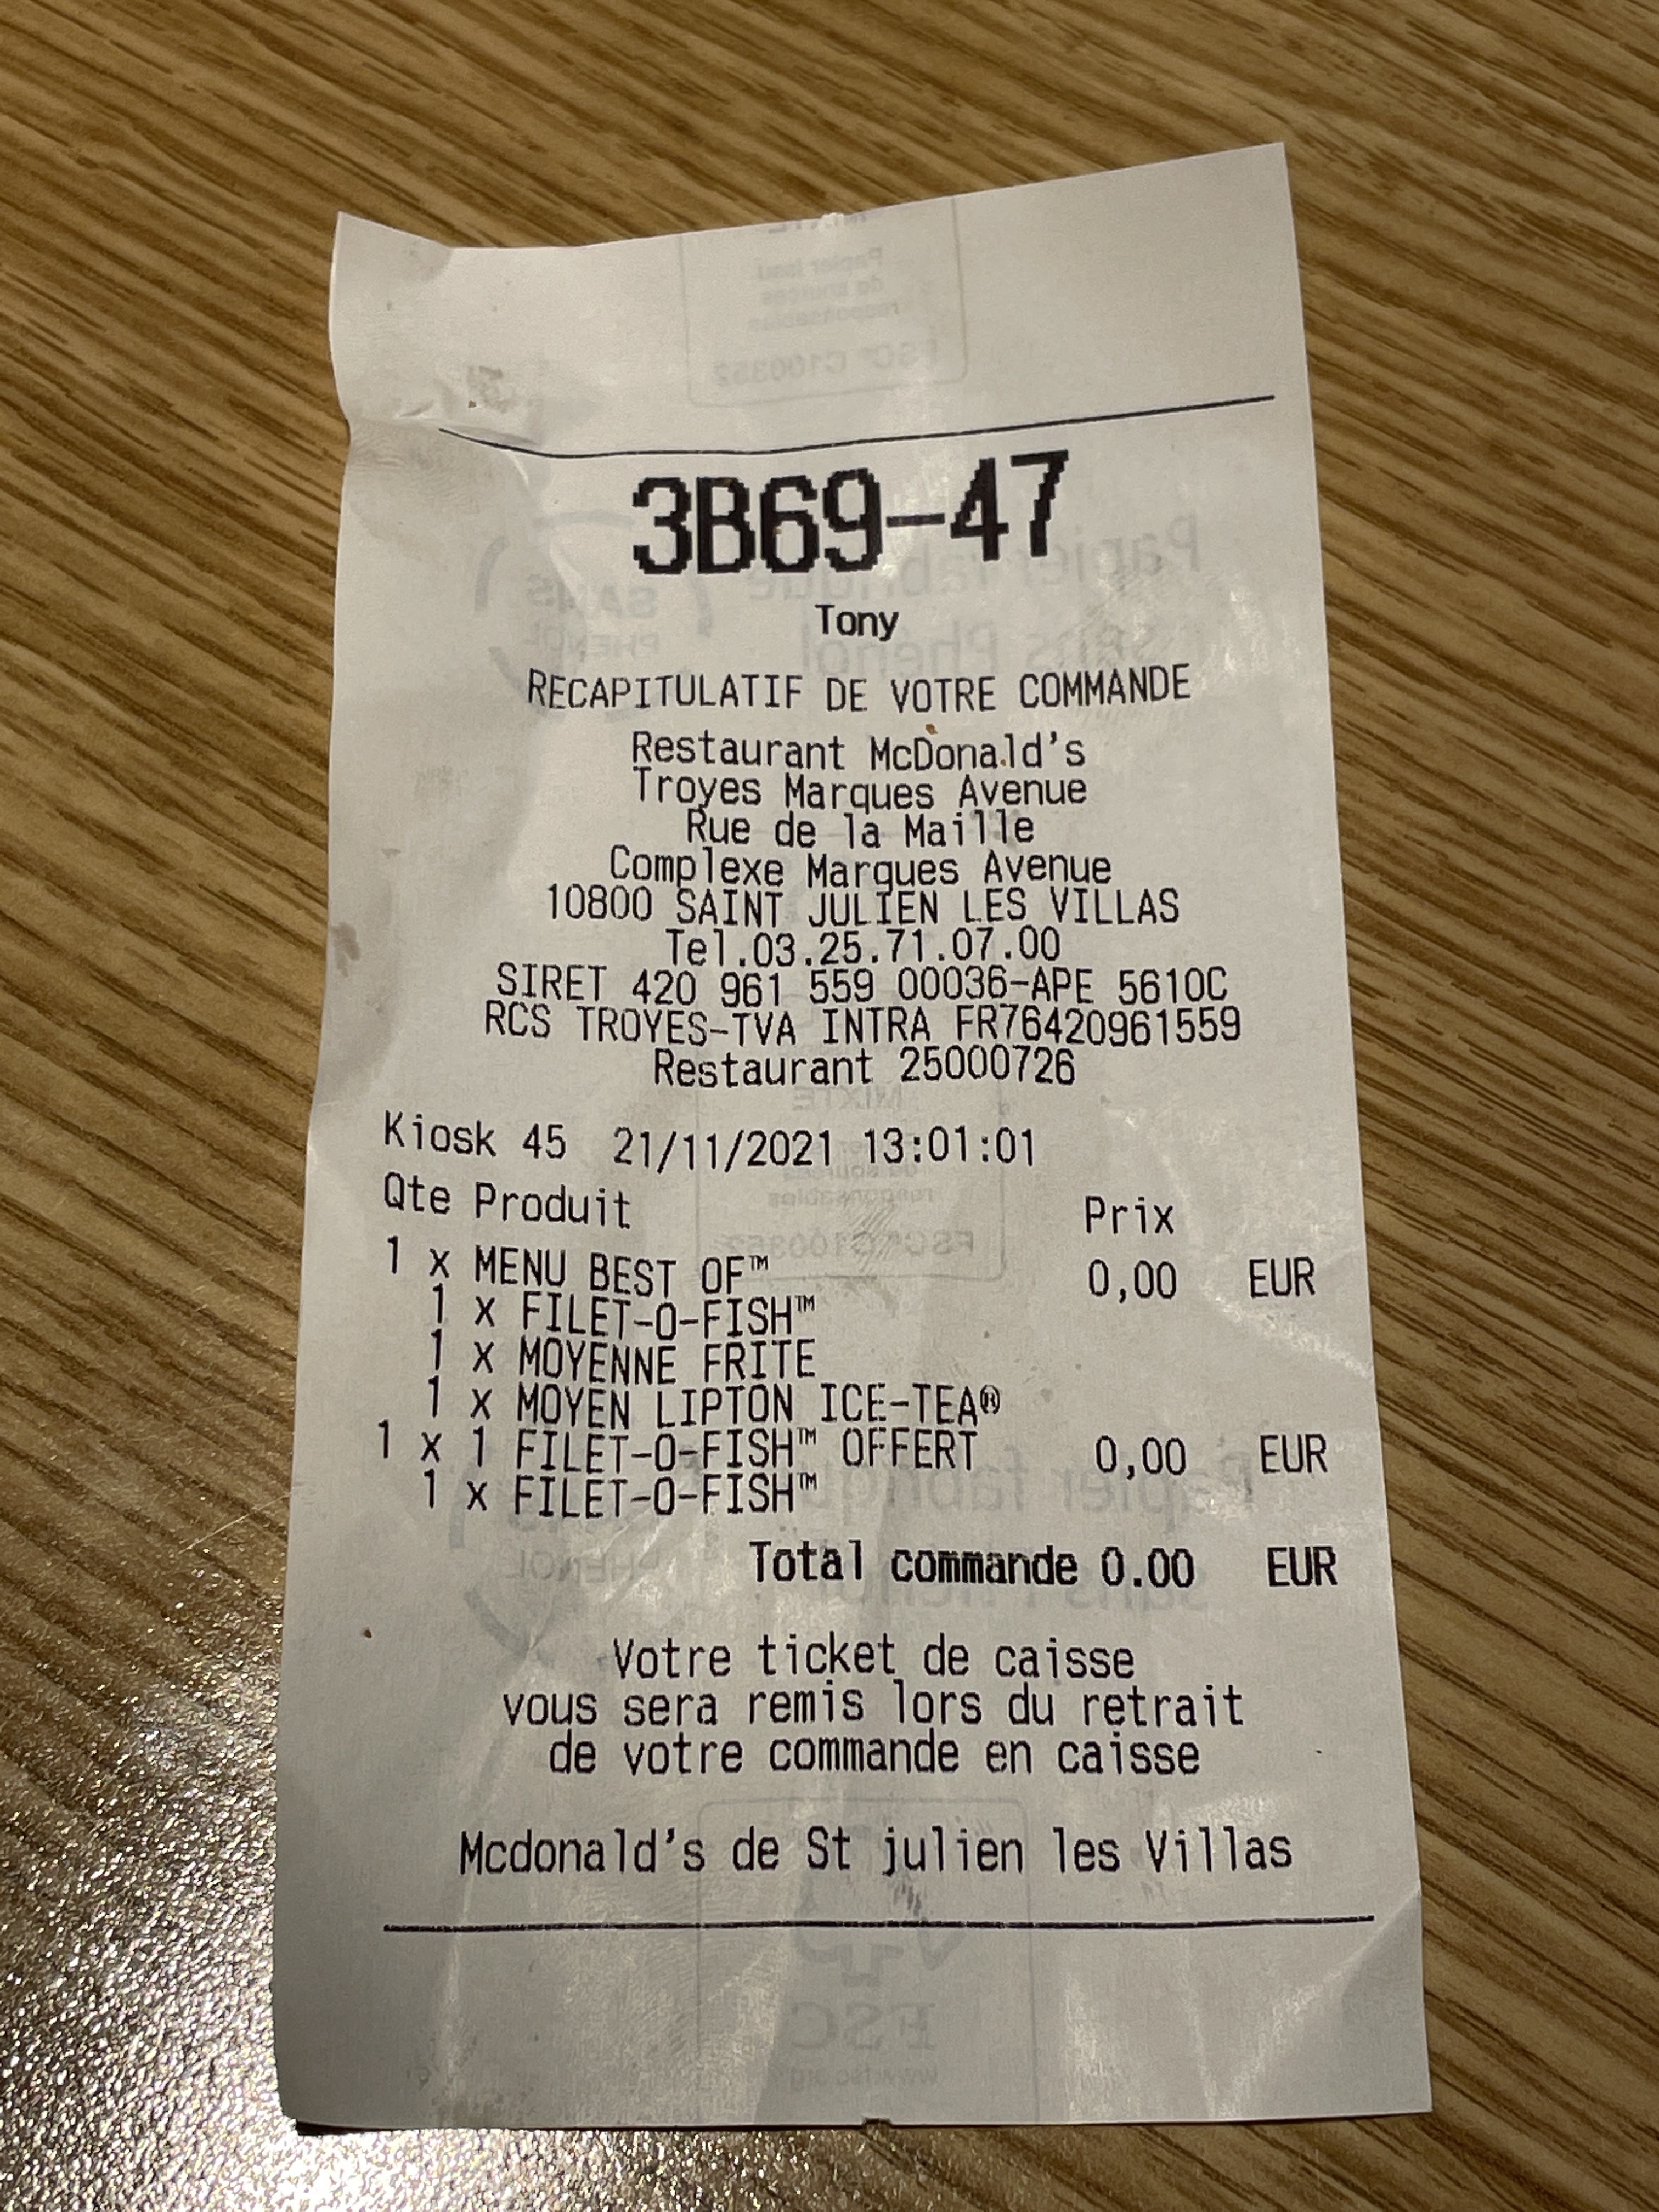 3B69-47
Tony
RECAPITULATIF DE VOTRE COMMANDE
Restaurant McDonald's
Troyes Marques Avenue
Rue de la Maille
Complexe Marques Avenue
10800 SAINT JULIEN LES VILLAS
Tel.03.25.71.07.00
SIRET 420 961 559 00036-APE 5610C
RCS TROYES-TVA INTRA FR76420961559
Restaurant 25000726
Kiosk 45 21/11/2021 13:01:01
Qte Produit Prix
1 x MENU BEST OF™ 0,00 EUR
1 x FILET-O-FISH™
1 x MOYENNE FRITE
1 x MOYEN LIPTON ICE-TEA®
1 x 1 FILET-O-FISH™ OFFERT 0,00 EUR
1 x FILET-O-FISH™
Total commande 0.00 EUR
Votre ticket de caisse
vous sera remis lors du retrait
de votre commande en caisse
Mcdonald's de St julien les Villas